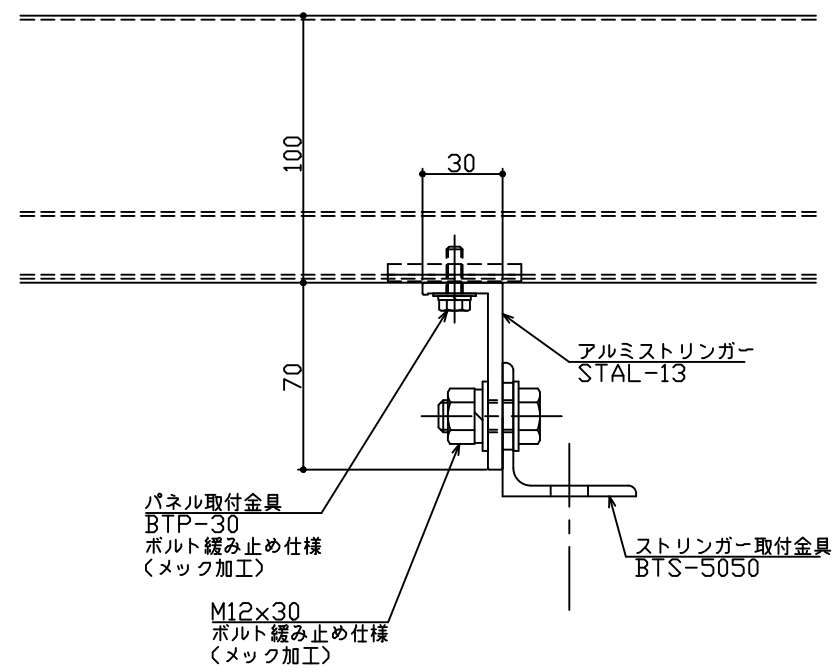 100
30
70
アルミストリンガー
STAL-13
パネル取付金具
BTP-30
ボルト緩み止め仕様
(メック加工)
ストリンガー取付金具
BTS-5050
M12x30
ボルト緩み止め仕様
(メック加工)